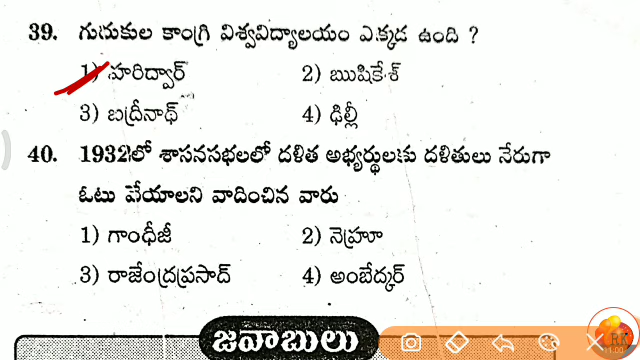 39. గురుకుల కాంగ్రి విశ్వవిద్యాలయం ఎక్కడ ఉంది ?
1) హరిద్వార్ 2) ఋషికేశ్
3) బద్రీనాథ్ 4) ఢిల్లీ
40. 1932లో శాసనసభలలో దళిత అభ్యర్థులకు దళితులు నేరుగా
ఓటు వేయాలని వాదించిన వారు
1) గాంధీజీ 2) నెహ్రూ
3) రాజేంద్రప్రసాద్ 4) అంబేద్కర్
జవాబులు
RK